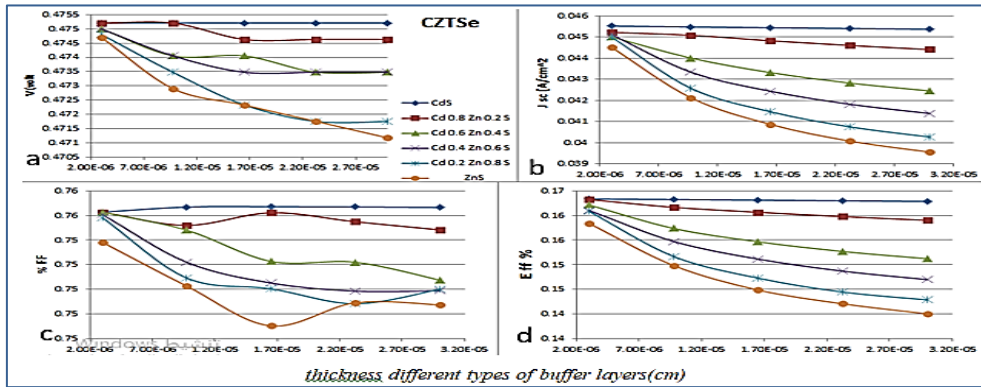 CZTSe
0.4755
0.475
0.4745
0.474
0.4735
0.473
0.4725
0.472
0.4715
0.471
0.4705
V(volt
a
2.00E-06 7.00E-06 1.20E-05 1.70E-05 2.20E-05 2.70E-05
CdS
Cd 0.8 Zn 0.2 S
Cd 0.6 Zn 0.4 S
Cd 0.4 Zn 0.6 S
Cd 0.2 Zn 0.8 S
ZnS
0.046
0.045
0.044
0.043
0.042
0.041
0.04
0.039
J sc (A/cm^2
b
2.00E-06 7.00E-06 1.20E-05 1.70E-05 2.20E-05 2.70E-05 3.20E-05
0.76
0.76
0.75
0.75
0.75
0.75
0.75
% FF
c
2.00E-06 7.00E-06 1.20E-05 1.70E-05 2.20E-05 2.70E-05 3.20E-05
0.17
0.16
0.16
0.15
0.15
0.14
0.14
Eff %
d
2.00E-06 7.00E-06 1.20E-05 1.70E-05 2.20E-05 2.70E-05 3.20E-05
Windows تنشيط
thickness different types of buffer layers(cm)